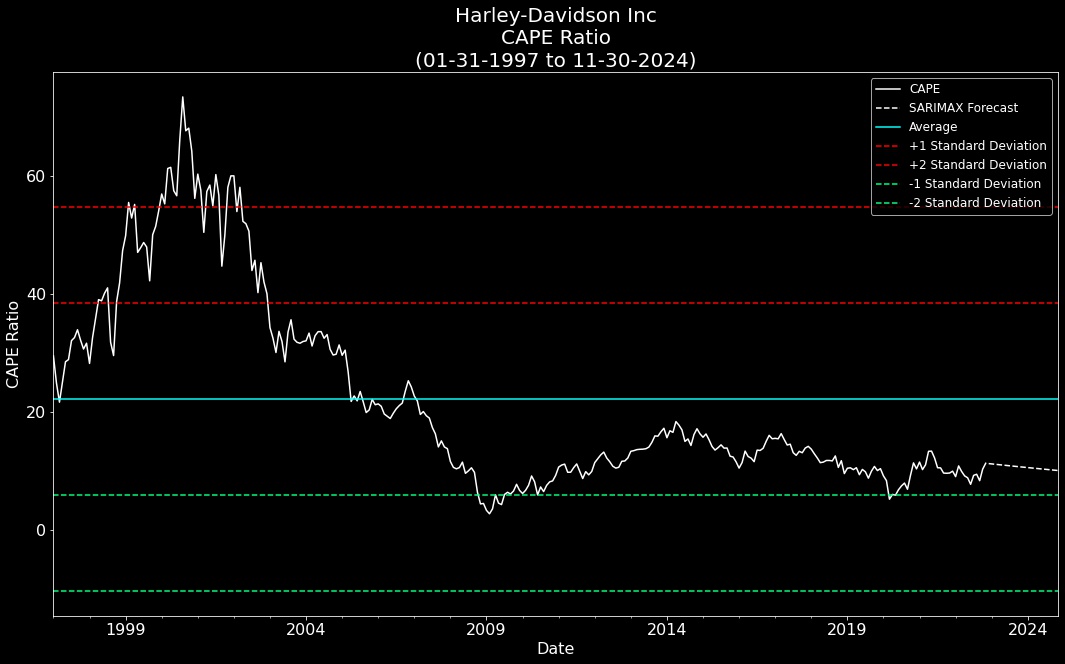 Harley-Davidson Inc
CAPE Ratio
(01-31-1997 to 11-30-2024)
CAPE
SARIMAX Forecast
Average
+1 Standard Deviation
+2 Standard Deviation
-1 Standard Deviation
-2 Standard Deviation
CAPE Ratio
60
40
20
0
1999
2004
2009
2014
2019
2024
Date